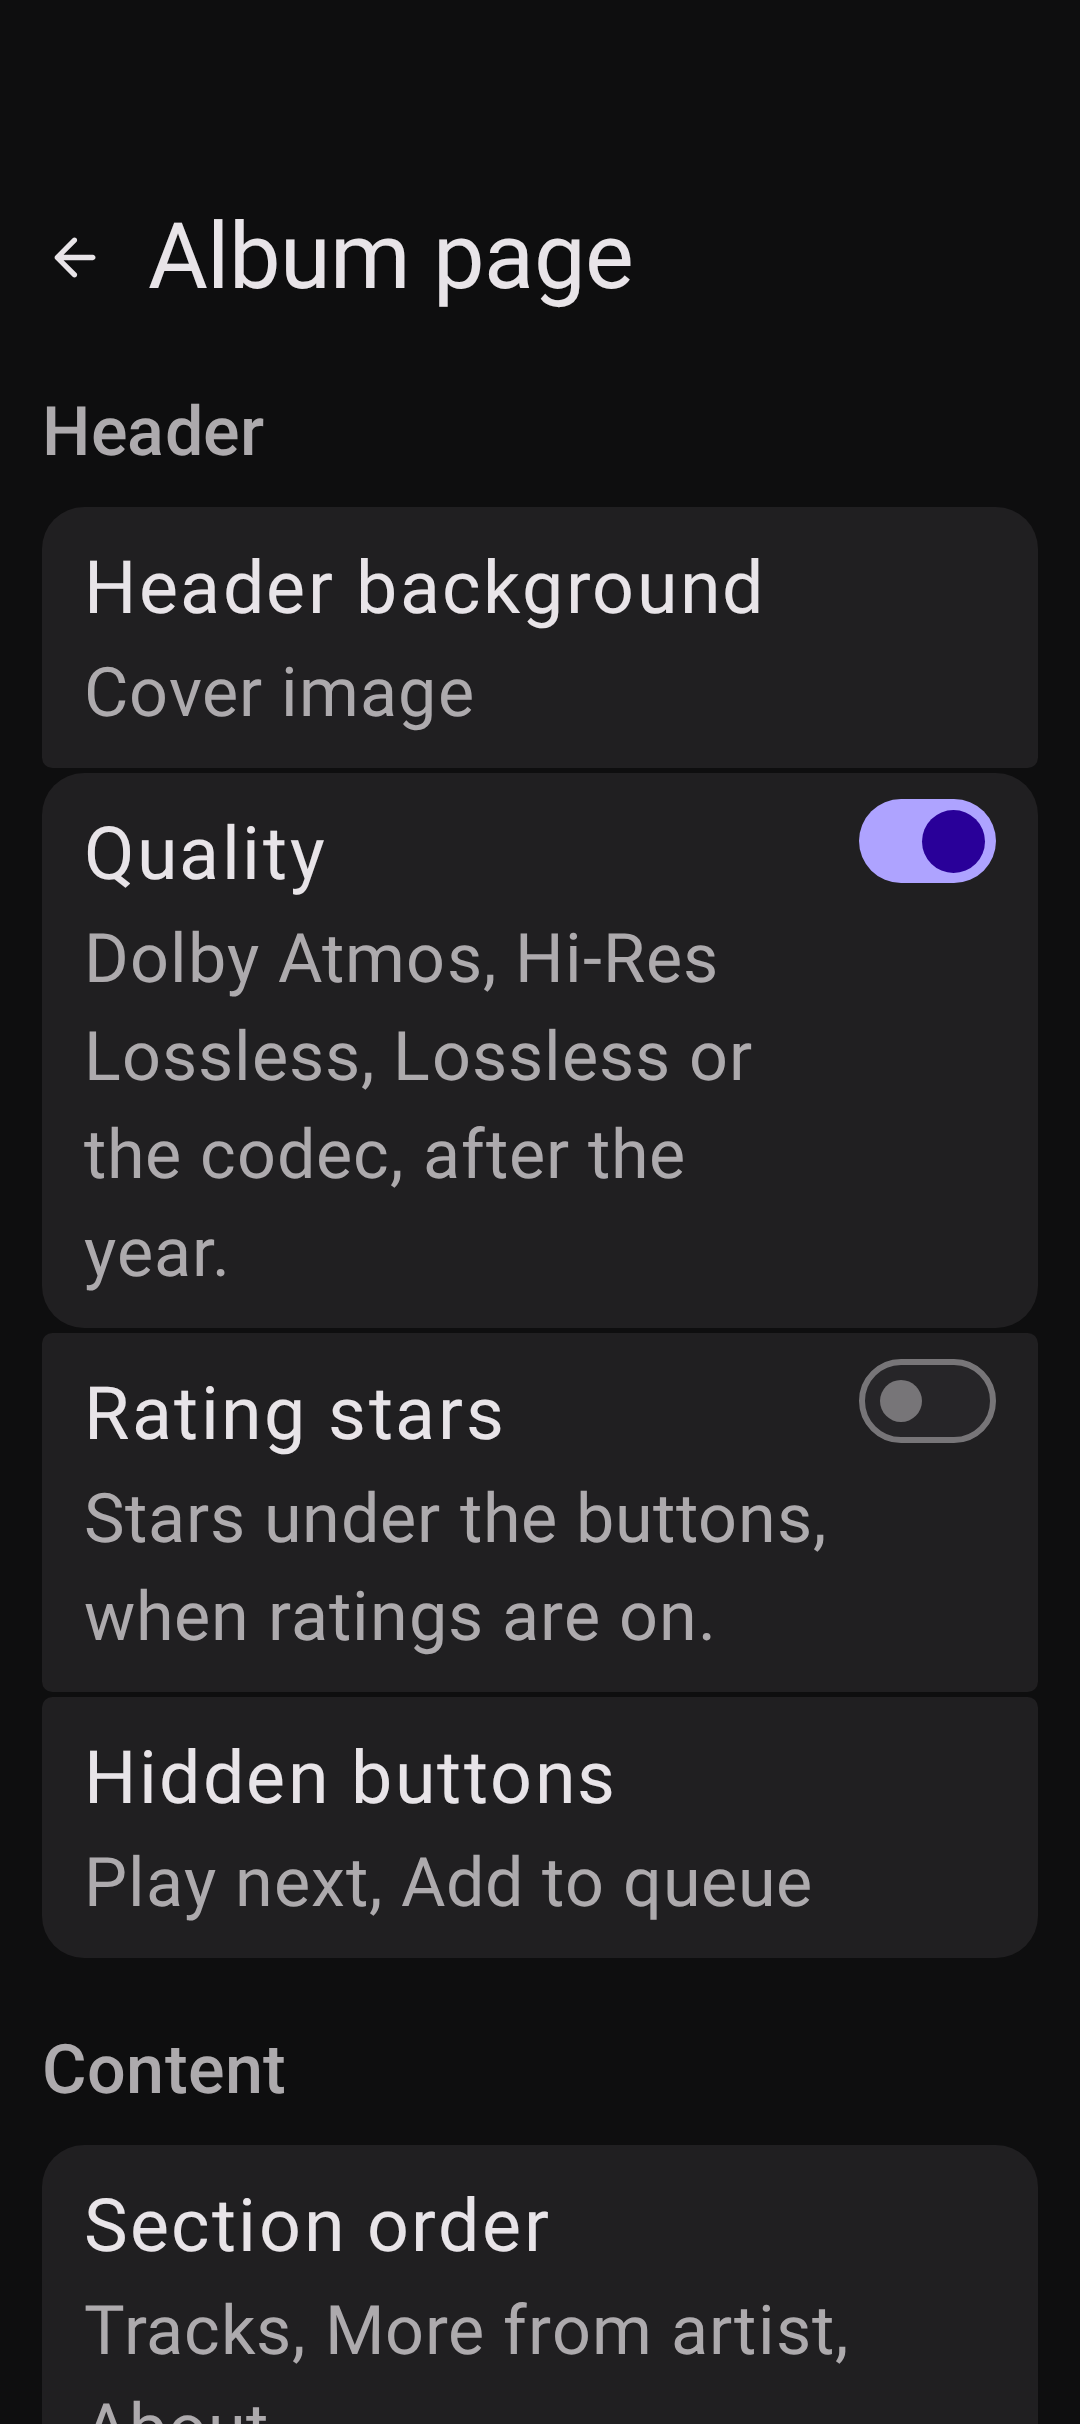 Album page
Header
Header background
Cover image
Quality
Dolby Atmos, Hi-Res
Lossless, Lossless or
the codec, after the
year.
Rating stars
Stars under the buttons,
when ratings are on.
Hidden buttons
Play next, Add to queue
Content
Section order
Tracks, More from artist,
About